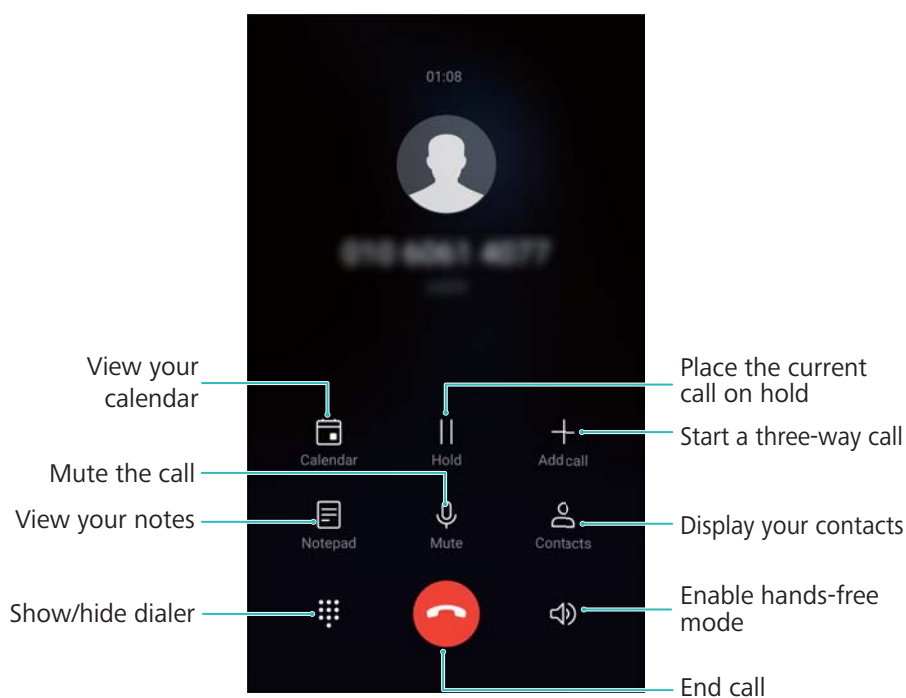 01:08
View your
calendar
Place the current
call on hold
Start a three-way call
Calendar
Hold
Add call
Mute the call
View your notes
Display your contacts
Notepad
Mute
Contacts
Show/hide dialer
Enable hands-free
mode
End call